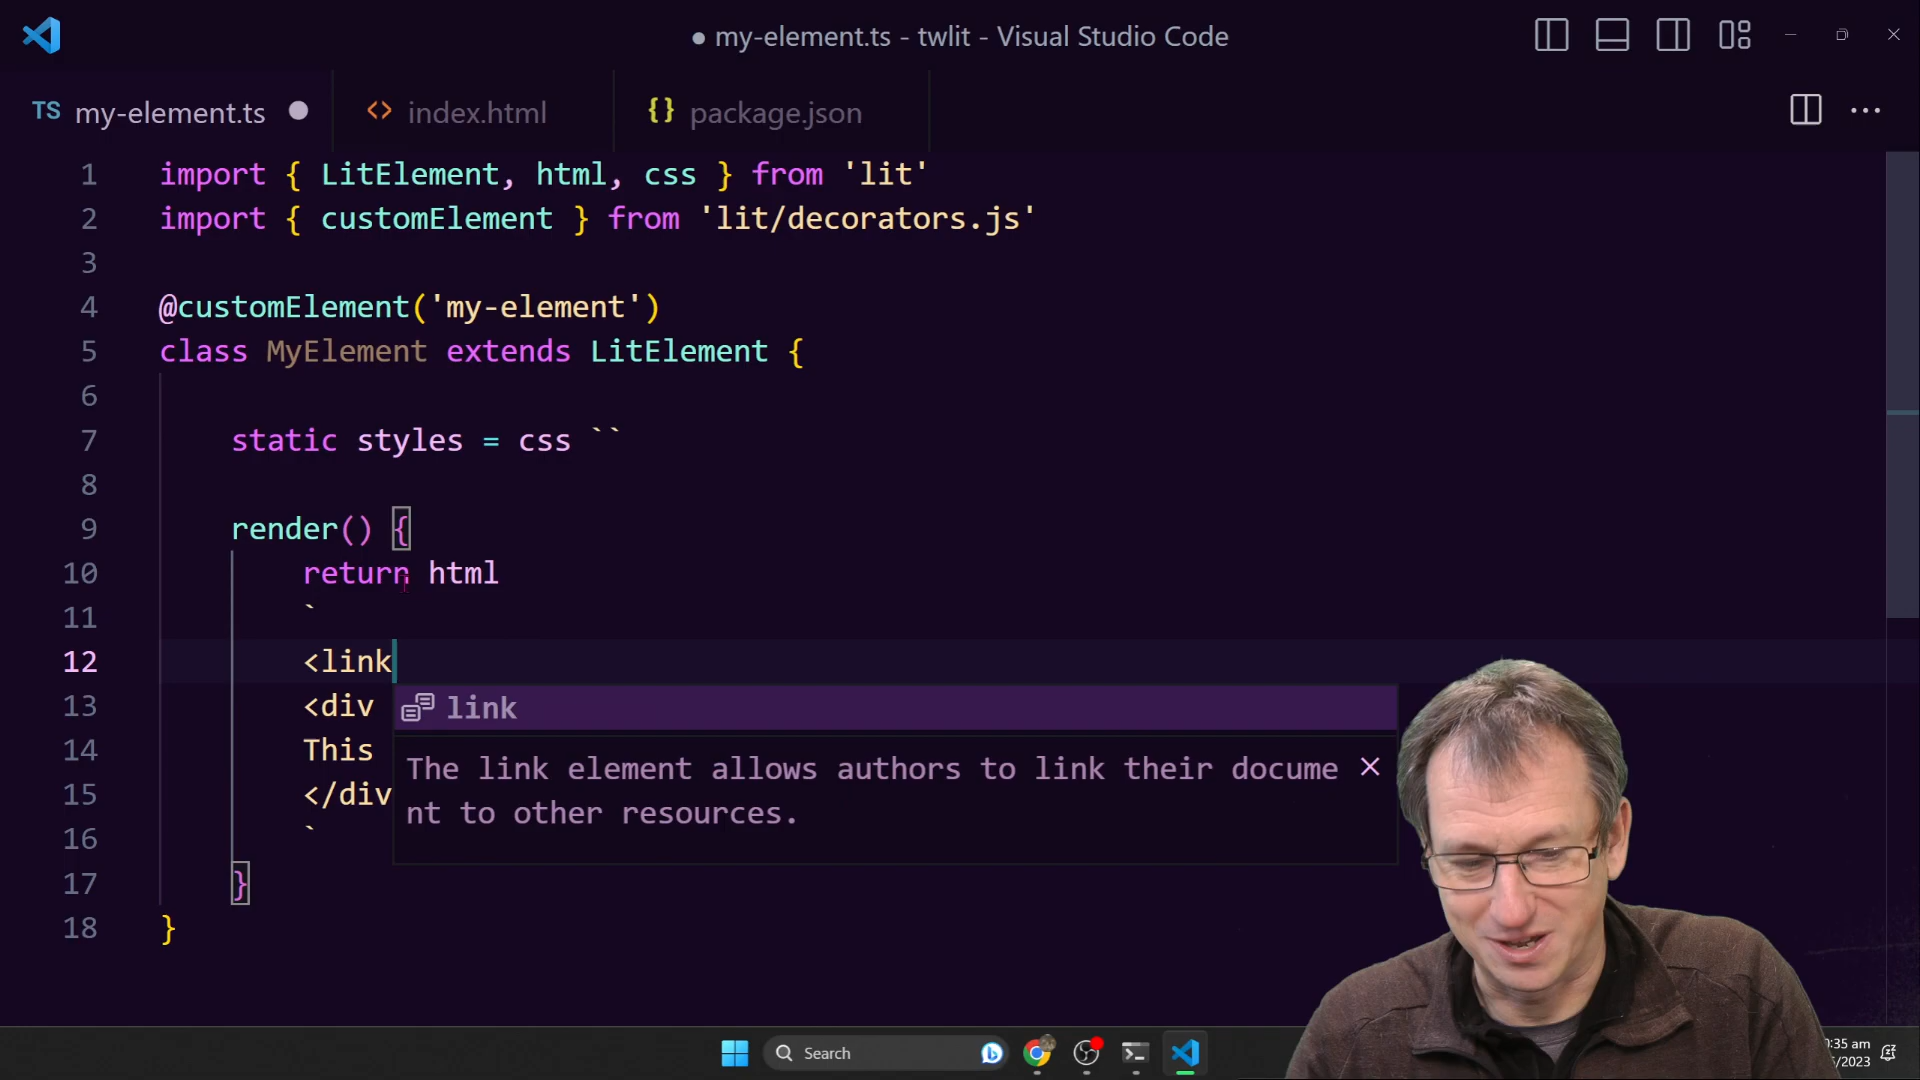 ● my-element.ts - twlit - Visual Studio Code
TS my-element.ts ●
<> index.html
{} package.json
1 import { LitElement, html, css } from 'lit'
2 import { customElement } from 'lit/decorators.js'
3
4 @customElement('my-element')
5 class MyElement extends LitElement {
6
7 static styles = css ``
8
9 render() {
10 return html
11 `
12 <link
13 <div
link
14 This
The link element allows authors to link their docume
15 </div
nt to other resources.
16 `
17 }
18 }
Search
:35 am
/2023